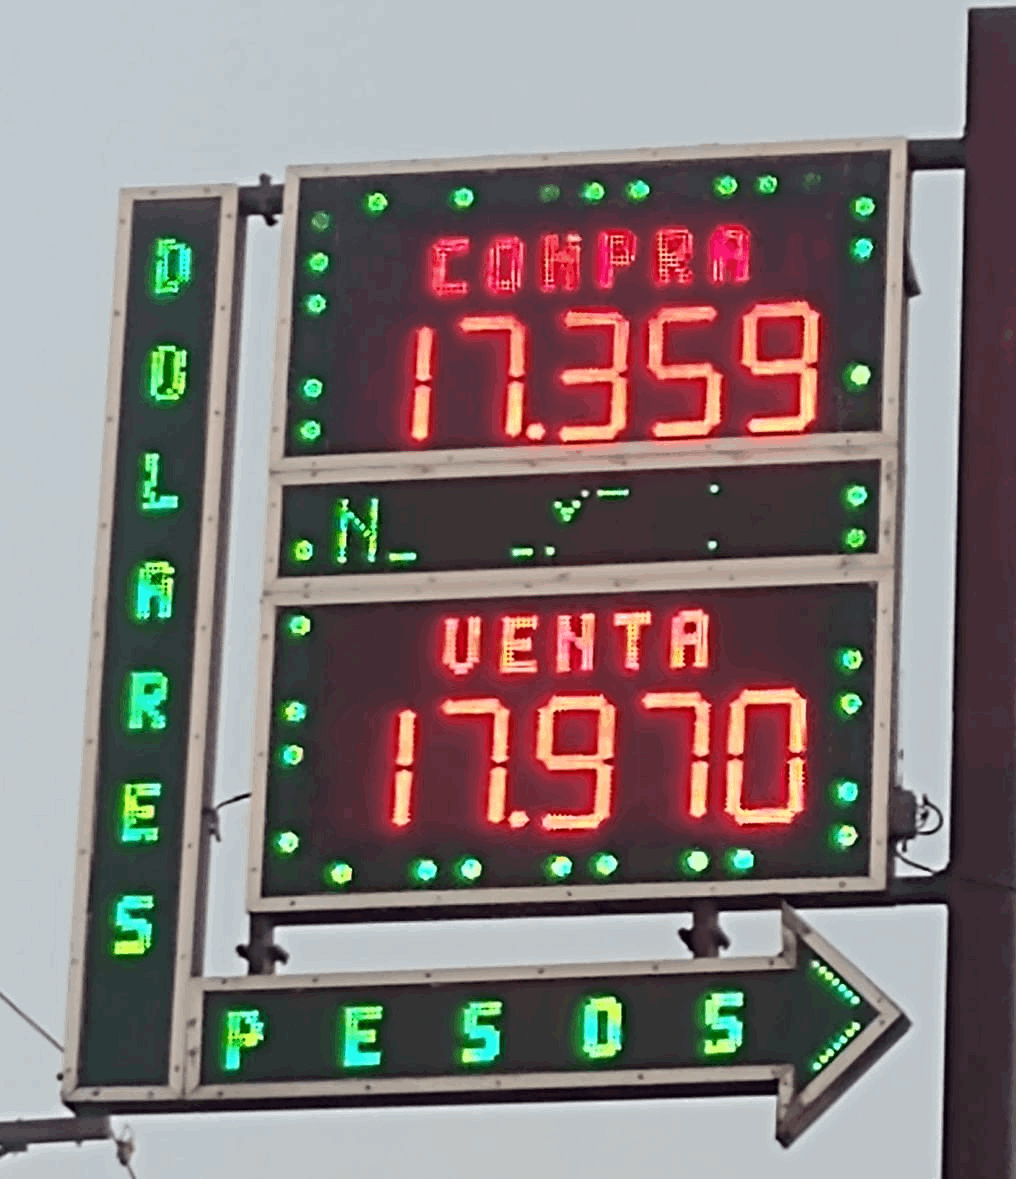 DOLARES
COMPRA
17.359
VENTA
17.970
PESOS